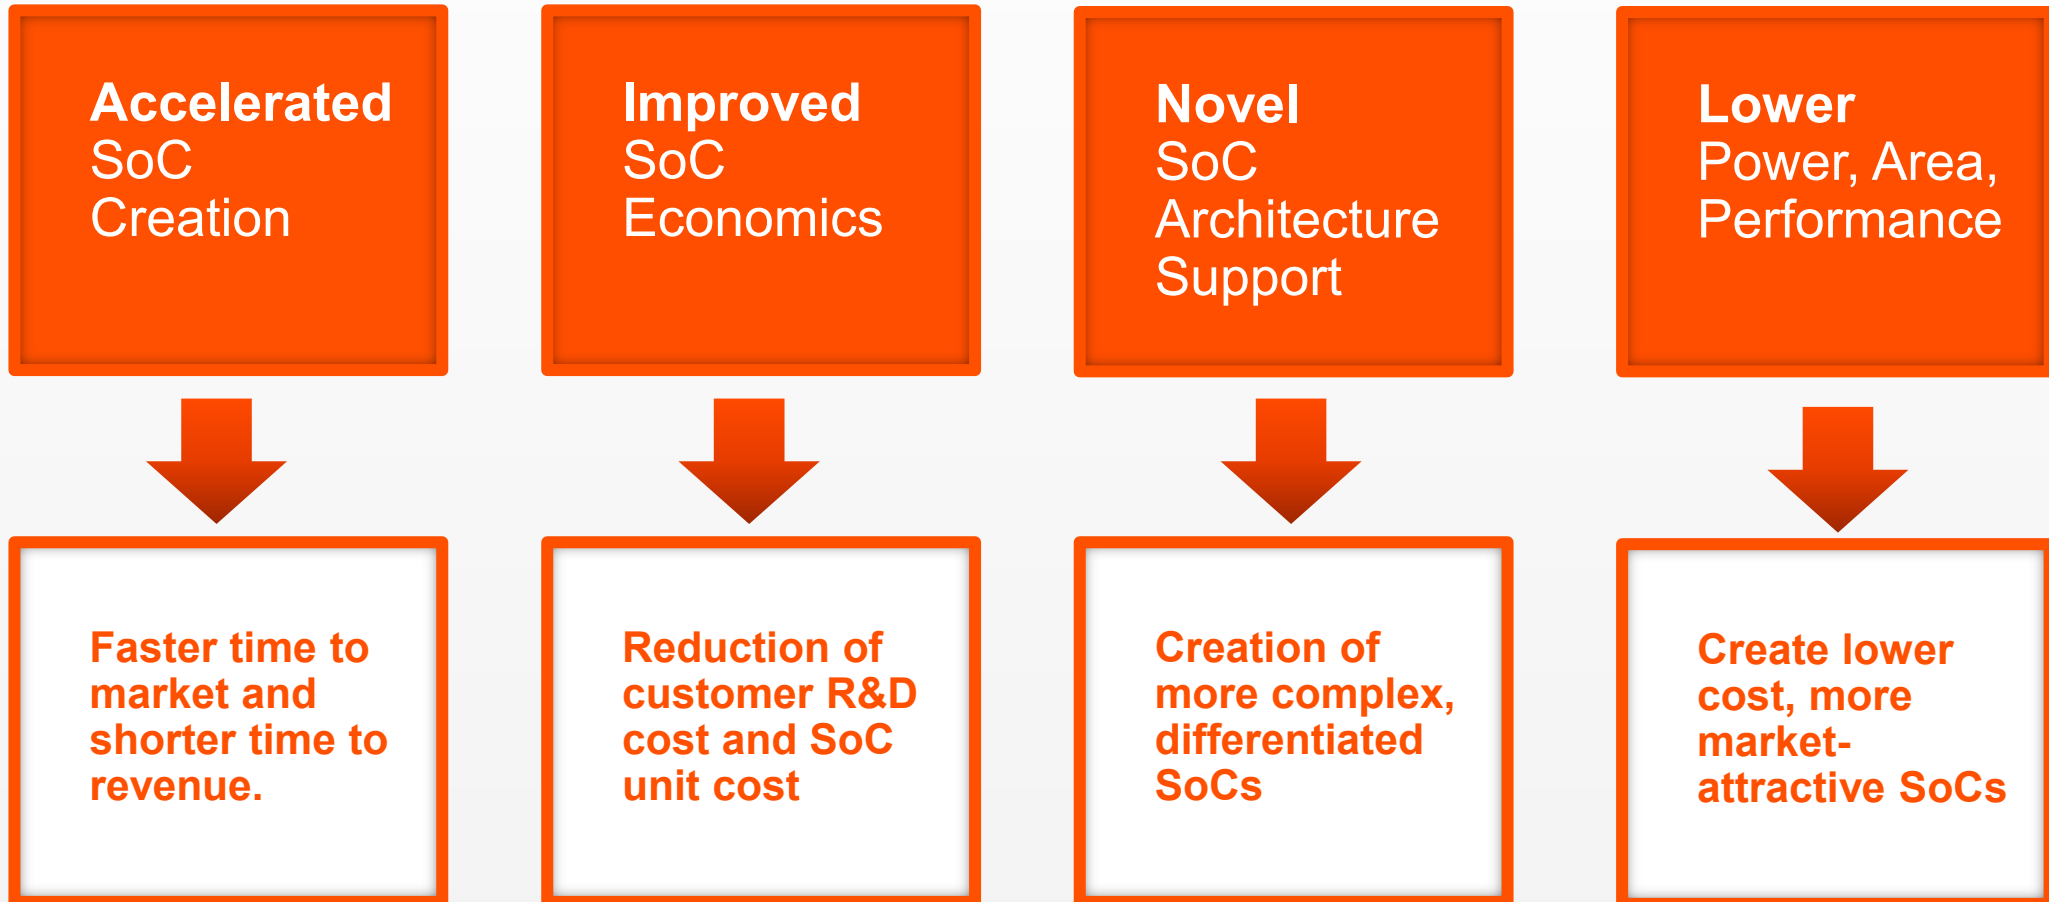 Accelerated
SoC
Creation
Faster time to
market and
shorter time to
revenue.
Improved
SoC
Economics
Reduction of
customer R&D
cost and SoC
unit cost
Novel
SoC
Architecture
Support
Creation of
more complex,
differentiated
SoCs
Lower
Power, Area,
Performance
Create lower
cost, more
market-
attractive SoCs